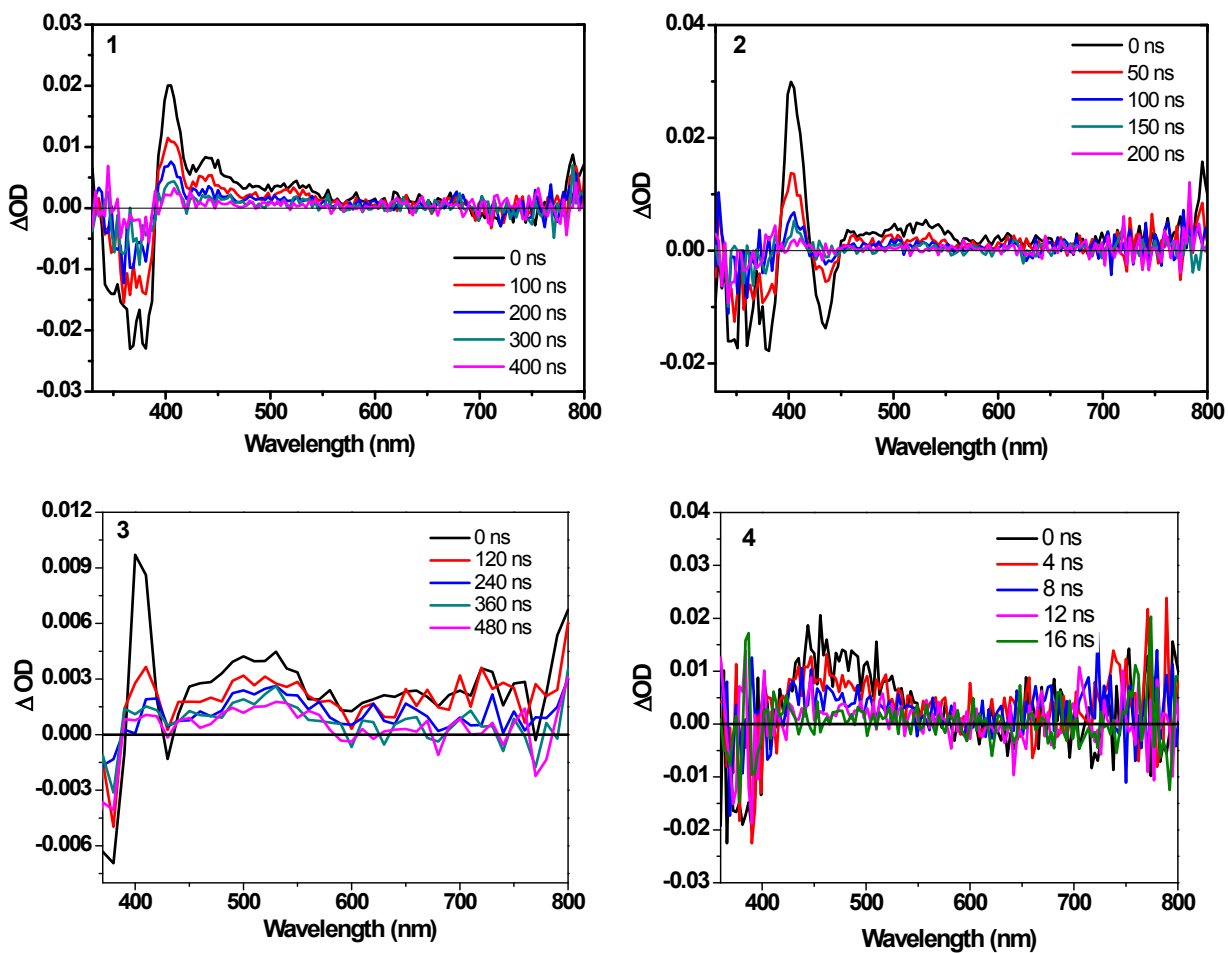 1
0.03
0.02
0.01
0.00
-0.01
-0.02
-0.03
ΔOD
0 ns
100 ns
200 ns
300 ns
400 ns
400 500 600 700 800
Wavelength (nm)
2
0.04
0.02
0.00
-0.02
ΔOD
0 ns
50 ns
100 ns
150 ns
200 ns
400 500 600 700 800
Wavelength (nm)
3
0.012
0.009
0.006
0.003
0.000
-0.003
-0.006
Δ OD
0 ns
120 ns
240 ns
360 ns
480 ns
400 500 600 700 800
Wavelength (nm)
4
0.04
0.03
0.02
0.01
0.00
-0.01
-0.02
-0.03
ΔOD
0 ns
4 ns
8 ns
12 ns
16 ns
400 500 600 700 800
Wavelength (nm)